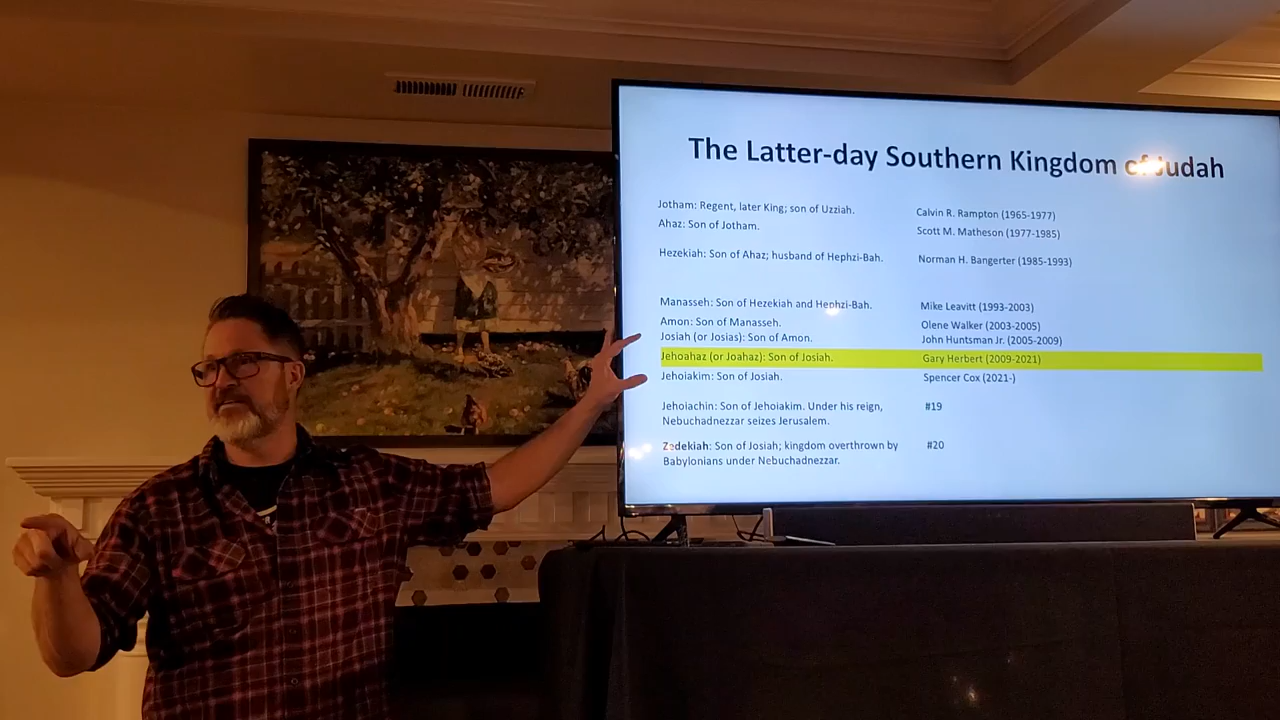 The Latter-day Southern Kingdom of Judah
Jotham: Regent, later King; son of Uzziah. Calvin R. Rampton (1965-1977)
Ahaz: Son of Jotham. Scott M. Matheson (1977-1985)
Hezekiah: Son of Ahaz; husband of Hephzi-Bah. Norman H. Bangerter (1985-1993)
Manasseh: Son of Hezekiah and Hephzi-Bah. Mike Leavitt (1993-2003)
Amon: Son of Manasseh. Olene Walker (2003-2005)
Josiah (or Josias): Son of Amon. John Huntsman Jr. (2005-2009)
Jehoahaz (or Joahaz): Son of Josiah. Gary Herbert (2009-2021)
Jehoiakim: Son of Josiah. Spencer Cox (2021-)
Jehoiachin: Son of Jehoiakim. Under his reign, #19
Nebuchadnezzar seizes Jerusalem.
Zedekiah: Son of Josiah; kingdom overthrown by #20
Babylonians under Nebuchadnezzar.